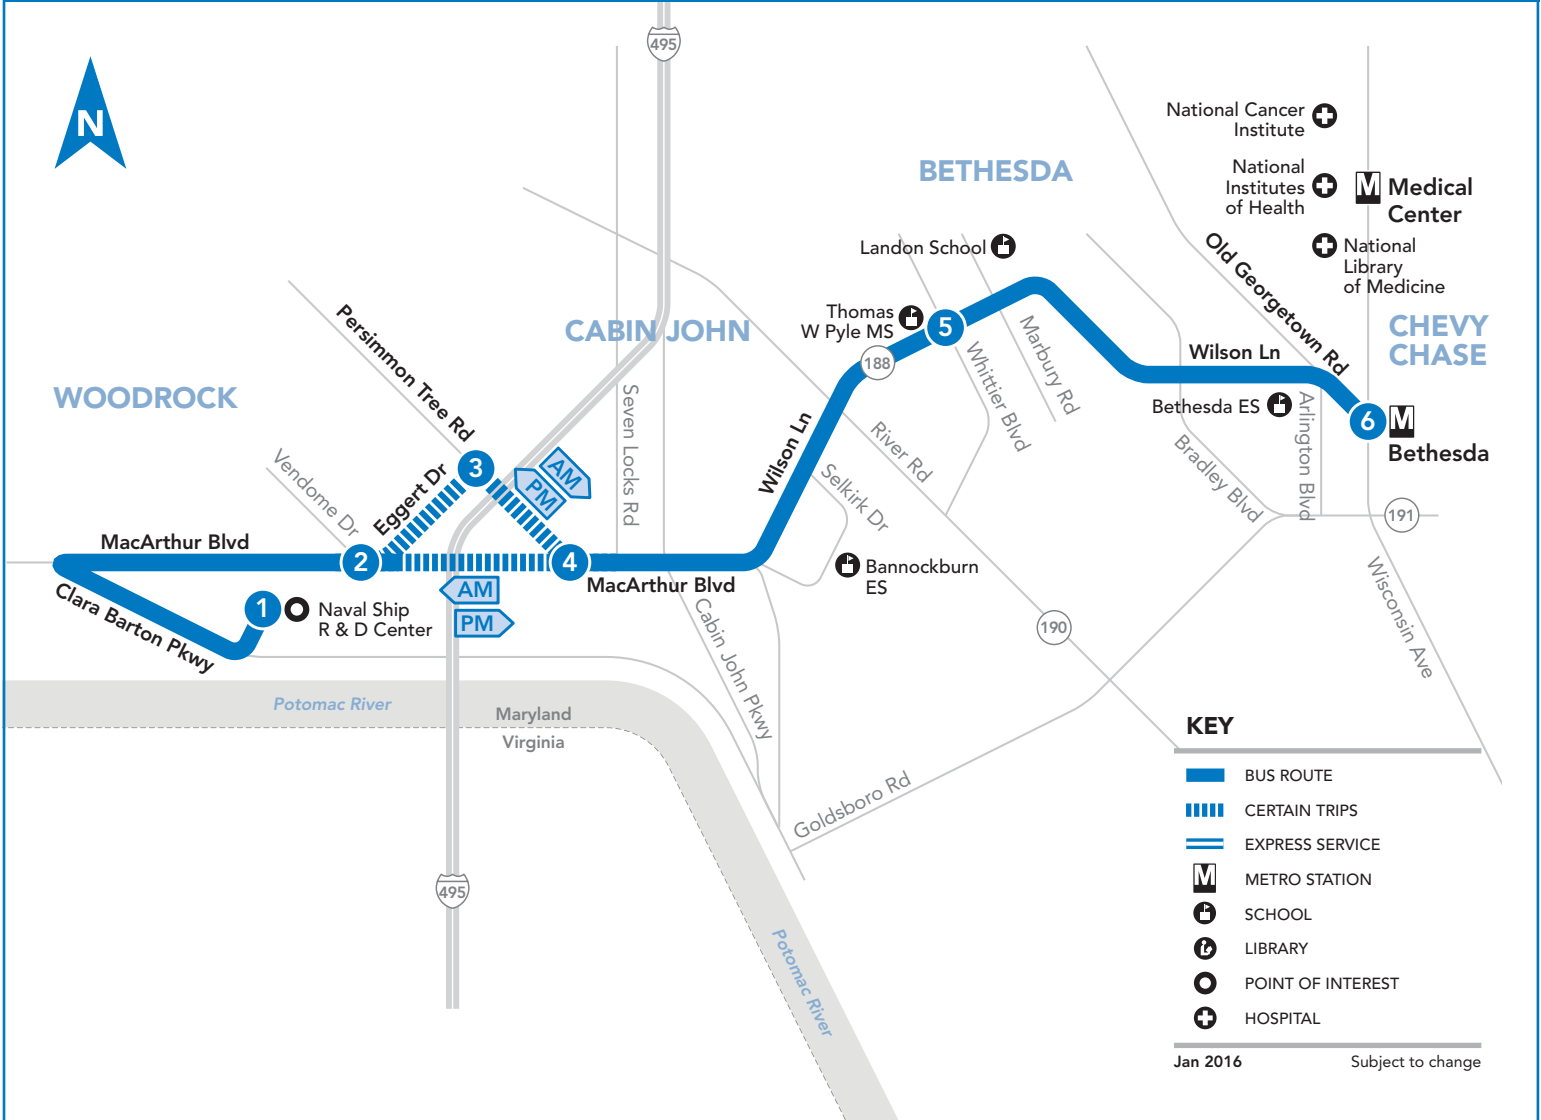 495
N
National Cancer
Institute
BETHESDA
National
Institutes
of Health
M
Medical
Center
Landon School
Old Georgetown Rd
National
Library
of Medicine
Persimmon Tree Rd
CABIN JOHN
Thomas
W Pyle MS
5
Marbury Rd
CHEVY
CHASE
188
Whittier Blvd
Wilson Ln
WOODROCK
Seven Locks Rd
Bethesda ES
Arlington Blvd
6
M
Bethesda
Wilson Ln
River Rd
Bradley Blvd
Vendome Dr
Eggert Dr
3
AM
PM
Selkirk Dr
191
MacArthur Blvd
2
4
MacArthur Blvd
Bannockburn
ES
Wisconsin Ave
Clara Barton Pkwy
1
Naval Ship
R & D Center
AM
PM
Cabin John Pkwy
190
Potomac River
Maryland
Virginia
Goldsboro Rd
495
Potomac River
KEY
BUS ROUTE
CERTAIN TRIPS
EXPRESS SERVICE
M
METRO STATION
SCHOOL
LIBRARY
POINT OF INTEREST
HOSPITAL
Jan 2016
Subject to change